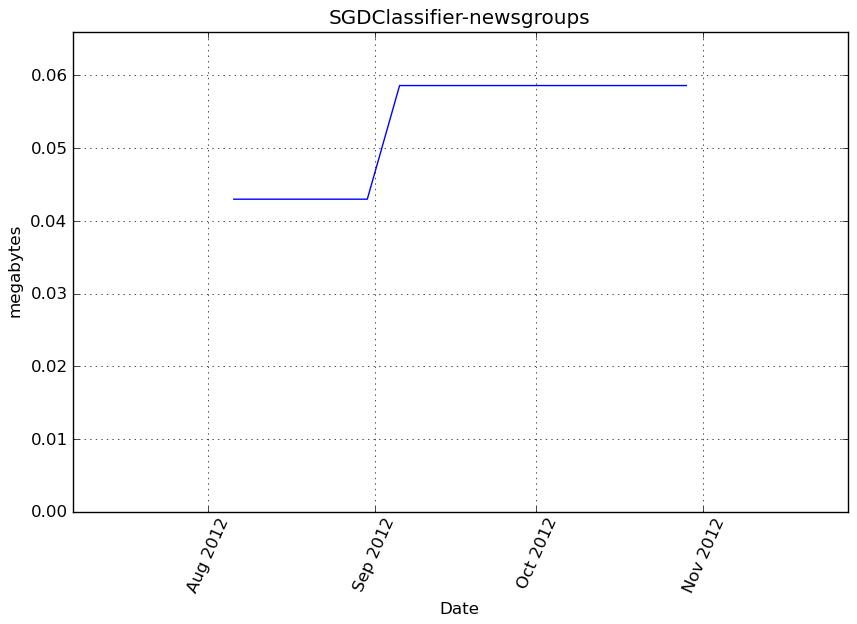 SGDClassifier-newsgroups
0.06
0.05
0.04
0.03
0.02
0.01
0.00
megabytes
Aug 2012
Sep 2012
Oct 2012
Nov 2012
Date